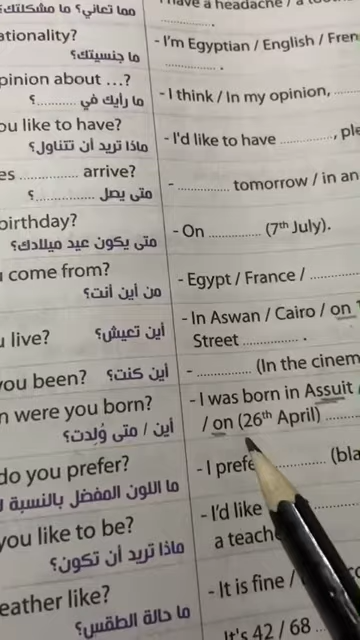 مما تعاني؟ ما مشكلتك؟
have a headache / a
.............
ationality?
- I'm Egyptian / English / Fren
ما جنسيتك؟
.............
pinion about ...?
- I think / In my opinion, ......
ما رأيك في ...........؟
ou like to have?
- I'd like to have ............. , ple
ماذا تريد أن تتناول؟
es ............. arrive?
- ............. tomorrow / in an
متى يصل .............؟
birthday?
- On ............. (7th July).
متى يكون عيد ميلادك؟
come from?
- Egypt / France / ............
من أين أنت؟
- In Aswan / Cairo / on
live?
أين تعيش؟
Street ............. .
you been?
أين كنت؟
- ............. (In the cinem
n were you born?
- I was born in Assuit /
/ on (26th April) .........
أين / متى وُلدت؟
do you prefer?
- I prefe ............. (bla
ما اللون المفضل بالنسبة
you like to be?
- I'd like ............
ماذا تريد أن تكون؟
a teach
eather like?
- It is fine /
ما حالة الطقس؟
It's 42 / 68 ...